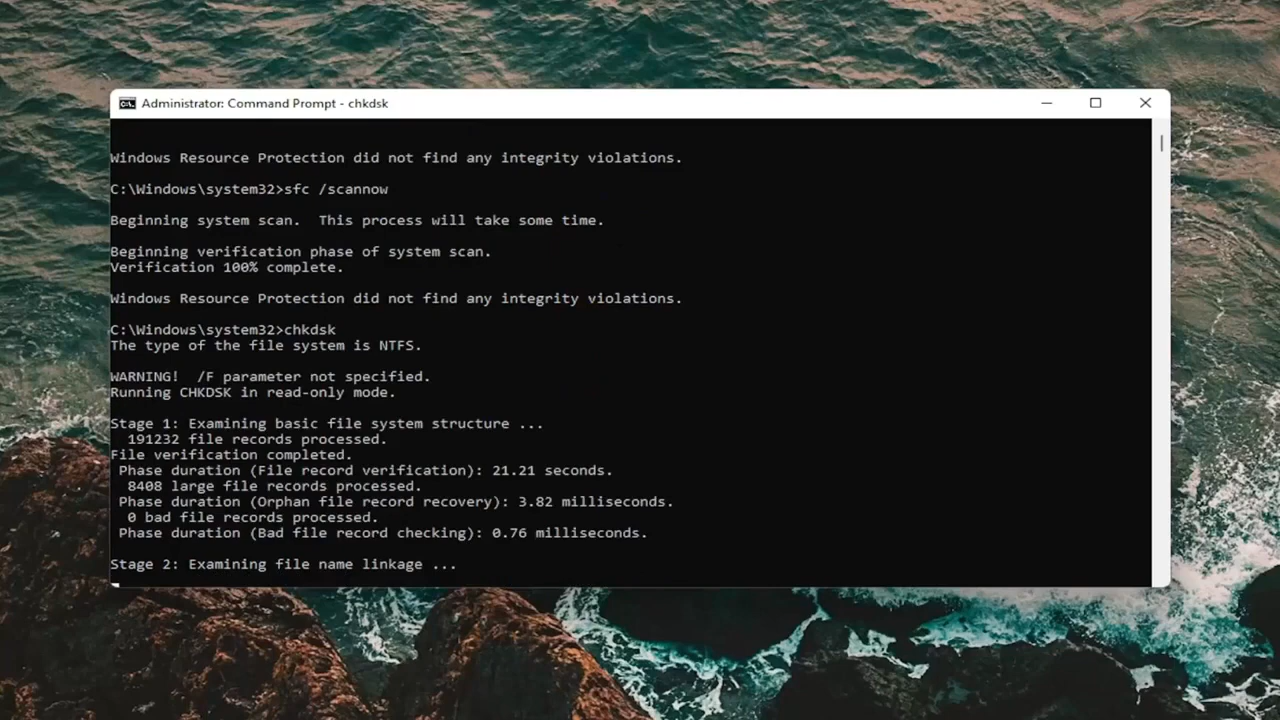 Administrator: Command Prompt - chkdsk
Windows Resource Protection did not find any integrity violations.
C:\Windows\system32>sfc /scannow
Beginning system scan.  This process will take some time.
Beginning verification phase of system scan.
Verification 100% complete.
Windows Resource Protection did not find any integrity violations.
C:\Windows\system32>chkdsk
The type of the file system is NTFS.
WARNING!  /F parameter not specified.
Running CHKDSK in read-only mode.
Stage 1: Examining basic file system structure ...
191232 file records processed.
File verification completed.
Phase duration (File record verification): 21.21 seconds.
8408 large file records processed.
Phase duration (Orphan file record recovery): 3.82 milliseconds.
0 bad file records processed.
Phase duration (Bad file record checking): 0.76 milliseconds.
Stage 2: Examining file name linkage ...